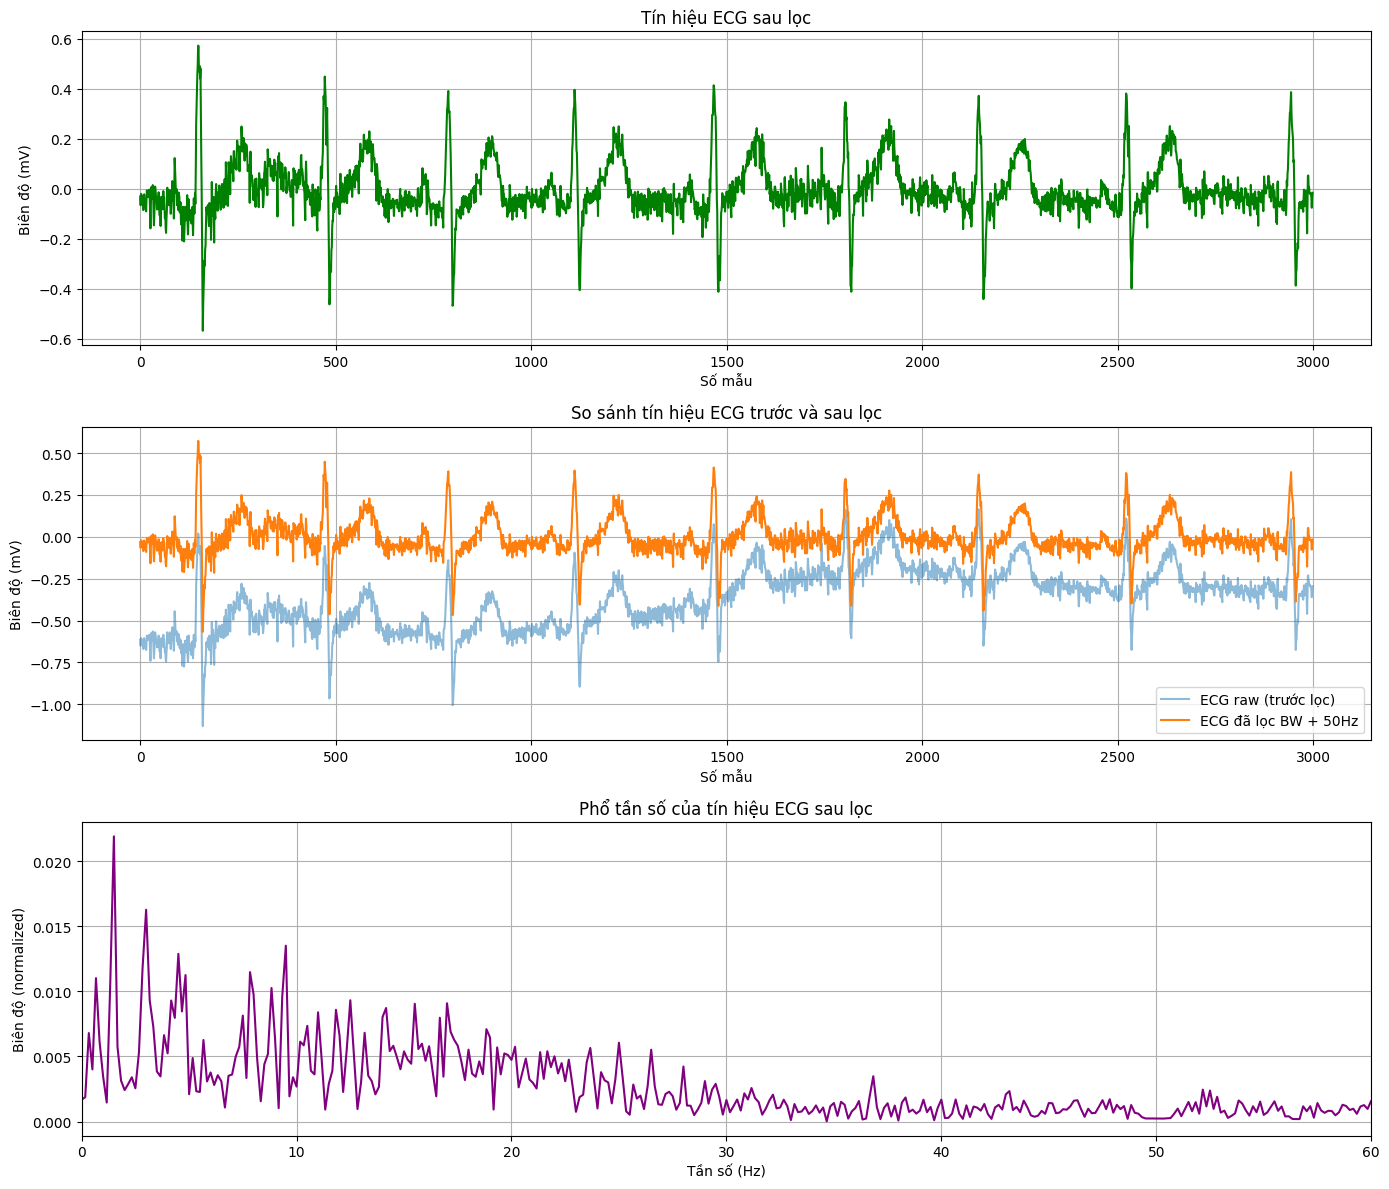 Tín hiệu ECG sau lọc
Biên độ (mV)
0.6
0.4
0.2
0.0
−0.2
−0.4
−0.6
0 500 1000 1500 2000 2500 3000
Số mẫu
So sánh tín hiệu ECG trước và sau lọc
Biên độ (mV)
0.50
0.25
0.00
−0.25
−0.50
−0.75
−1.00
ECG raw (trước lọc)
ECG đã lọc BW + 50Hz
0 500 1000 1500 2000 2500 3000
Số mẫu
Phổ tần số của tín hiệu ECG sau lọc
Biên độ (normalized)
0.020
0.015
0.010
0.005
0.000
0 10 20 30 40 50 60
Tần số (Hz)